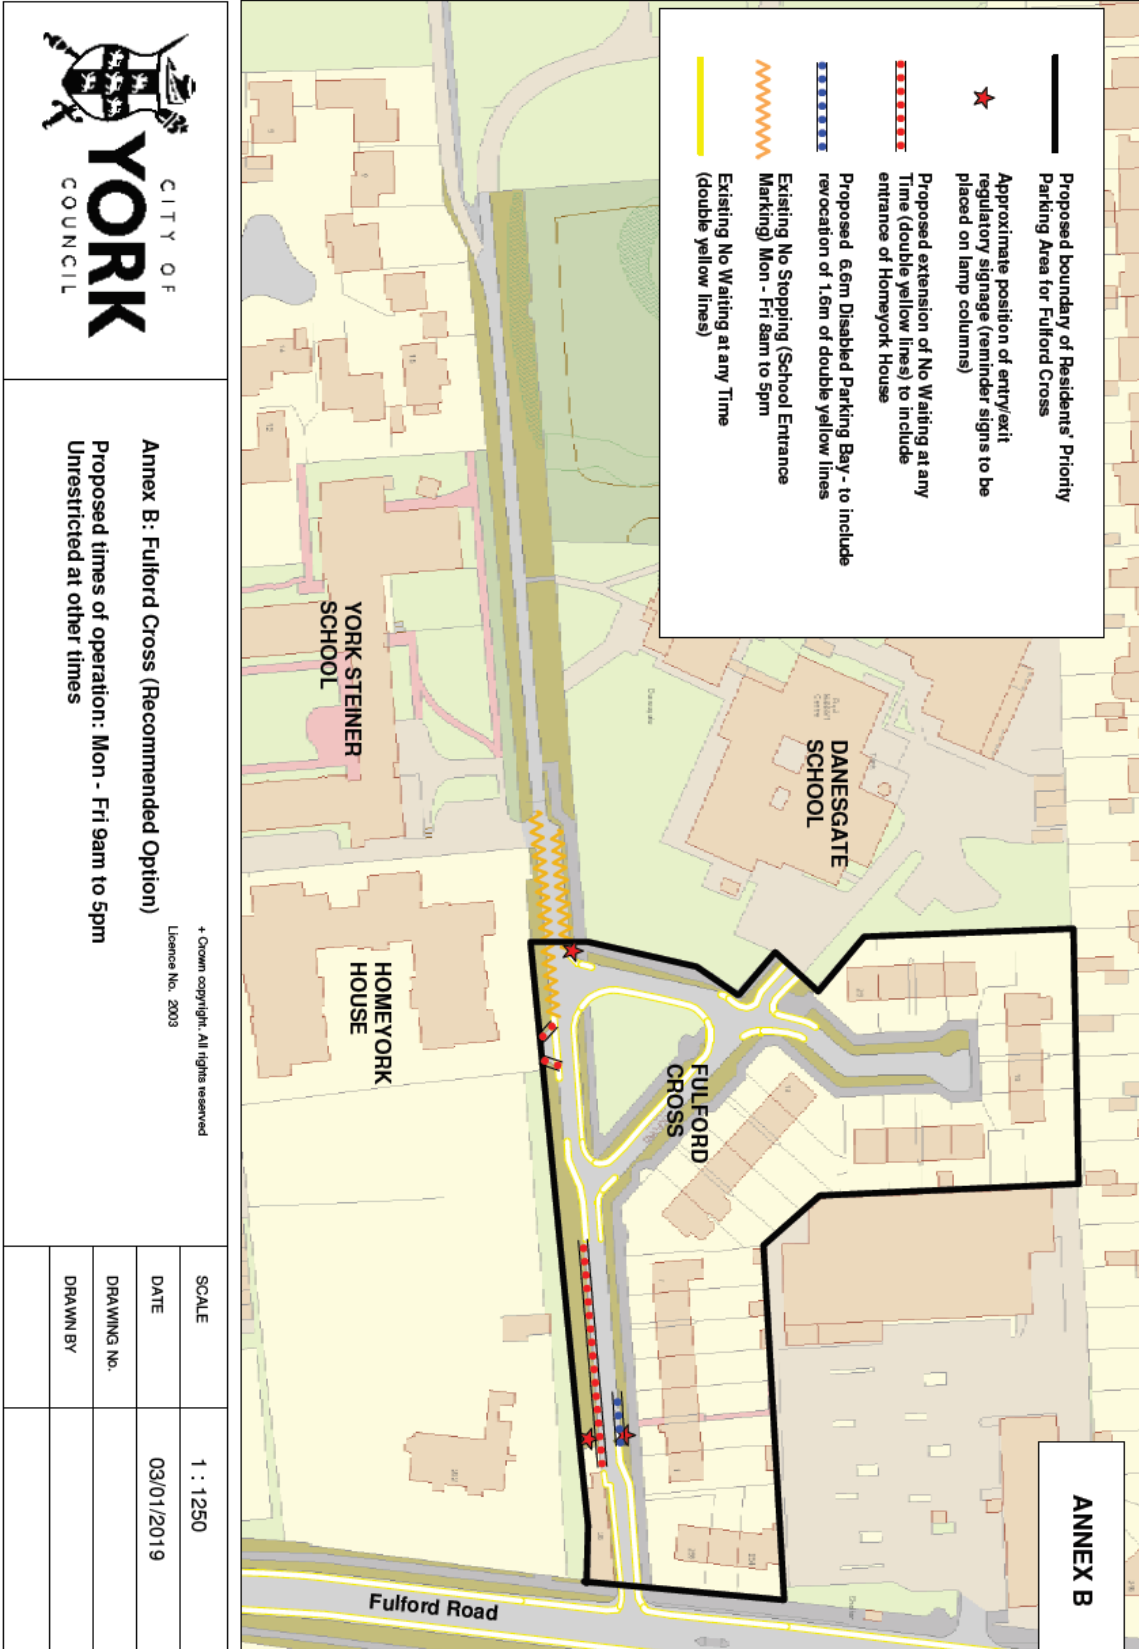 ANNEX B
Proposed boundary of Residents' Priority
Parking Area for Fulford Cross
Approximate position of entry/exit
regulatory signage (reminder signs to be
placed on lamp columns)
Proposed extension of No Waiting at any
Time (double yellow lines) to include
entrance of Homeyork House
Proposed 6.6m Disabled Parking Bay - to include
revocation of 1.6m of double yellow lines
Existing No Stopping (School Entrance
Marking) Mon - Fri 8am to 5pm
Existing No Waiting at any Time
(double yellow lines)
DANESGATE
SCHOOL
Danesgate
FULFORD
CROSS
YORK STEINER
SCHOOL
HOMEYORK
HOUSE
Shelter
Fulford Road
CITY OF
YORK
COUNCIL
+ Crown copyright. All rights reserved
Licence No. 2003
Annex B: Fulford Cross (Recommended Option)
Proposed times of operation: Mon - Fri 9am to 5pm
Unrestricted at other times
SCALE 1 : 1250
DATE 03/01/2019
DRAWING No.
DRAWN BY